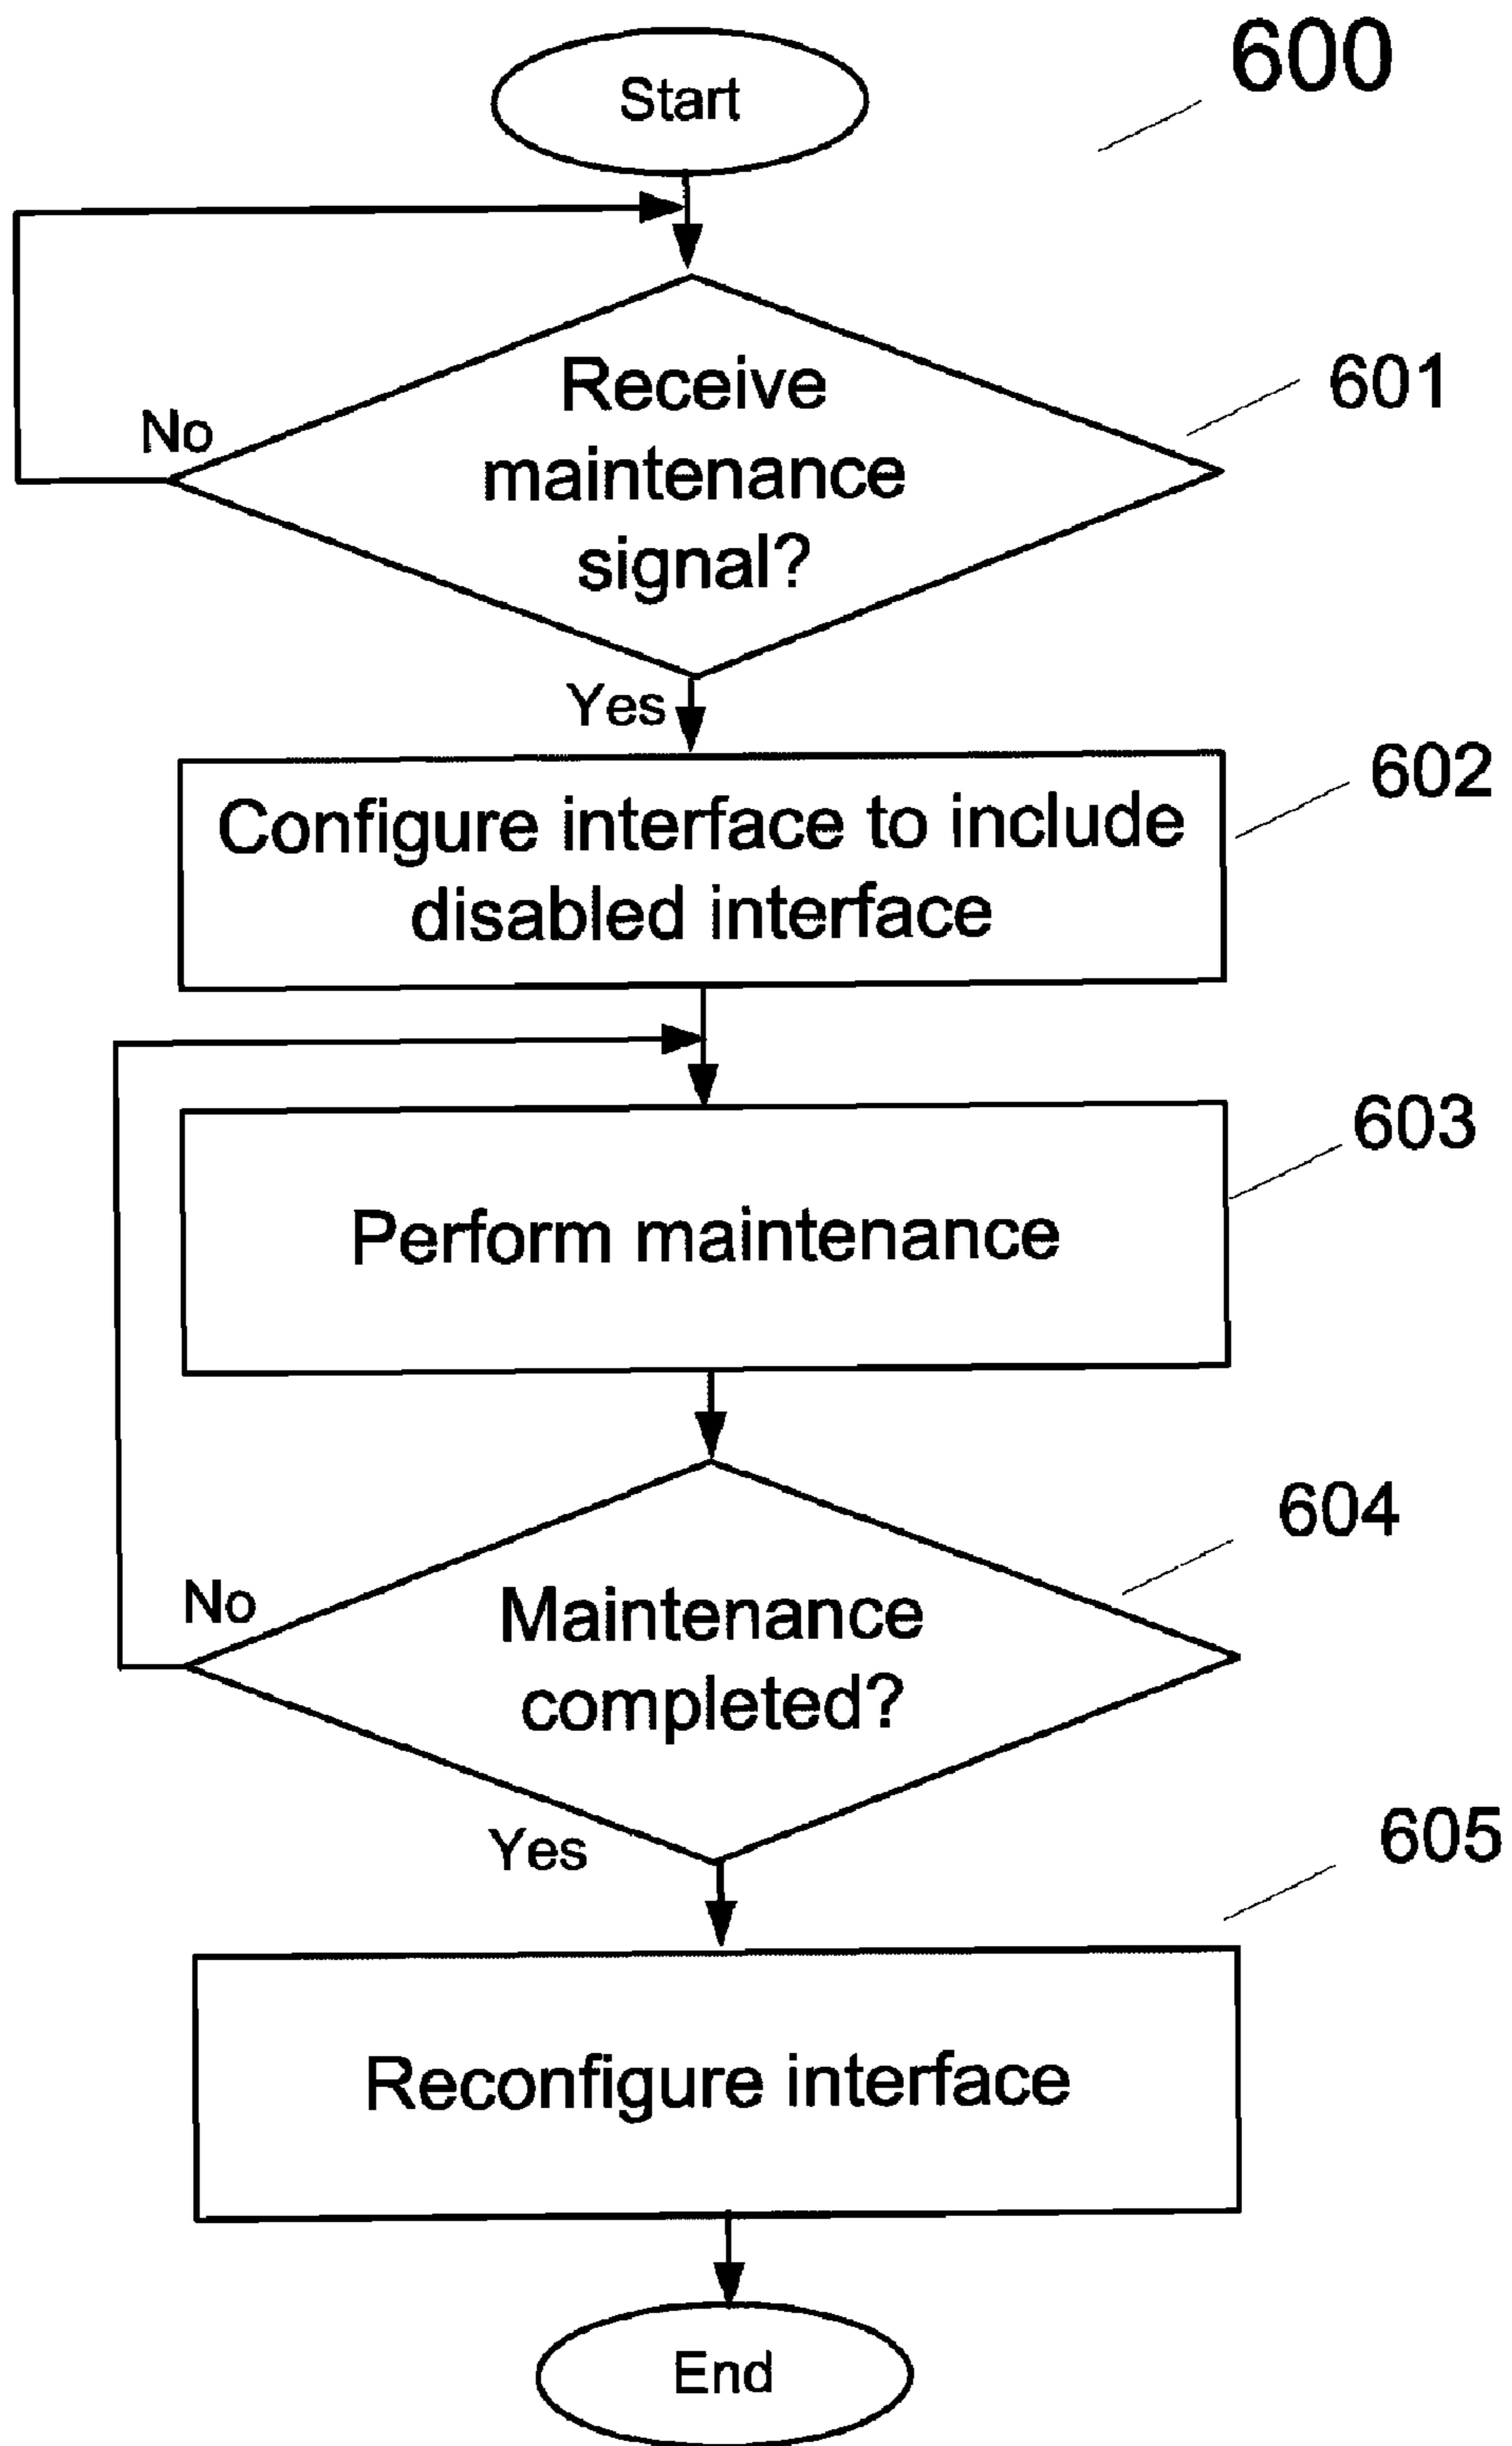 Start
600
Receive
maintenance
signal?
601
No
Yes
Configure interface to include
disabled interface
602
Perform maintenance
603
Maintenance
completed?
604
No
Yes
605
Reconfigure interface
End